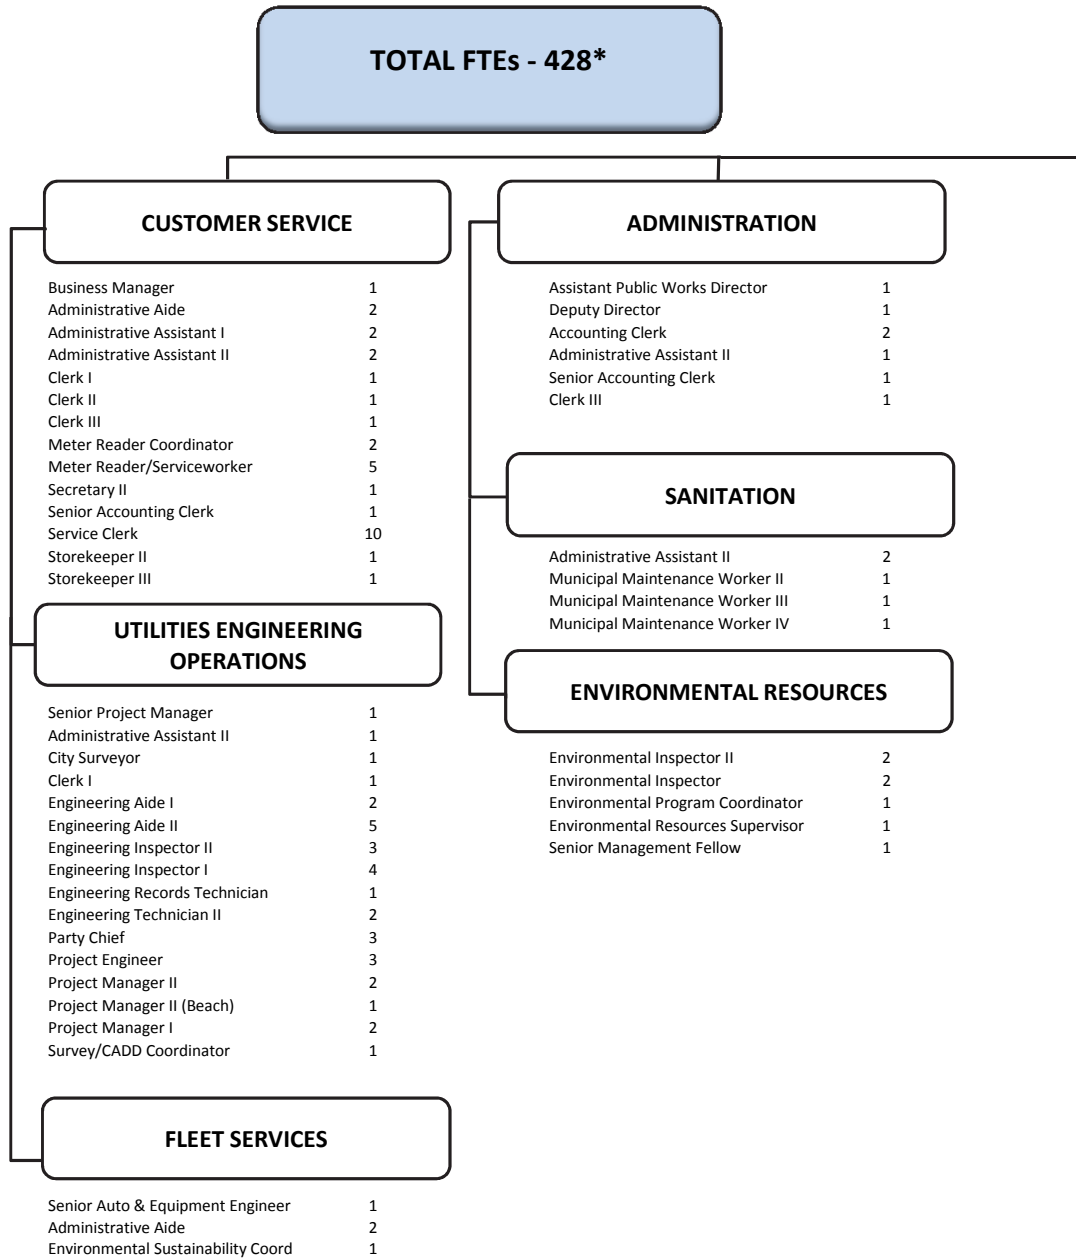 TOTAL FTEs - 428*
CUSTOMER SERVICE
Business Manager 1
Administrative Aide 2
Administrative Assistant I 2
Administrative Assistant II 2
Clerk I 1
Clerk II 1
Clerk III 1
Meter Reader Coordinator 2
Meter Reader/Serviceworker 5
Secretary II 1
Senior Accounting Clerk 1
Service Clerk 10
Storekeeper II 1
Storekeeper III 1
UTILITIES ENGINEERING
OPERATIONS
Senior Project Manager 1
Administrative Assistant II 1
City Surveyor 1
Clerk I 1
Engineering Aide I 2
Engineering Aide II 5
Engineering Inspector II 3
Engineering Inspector I 4
Engineering Records Technician 1
Engineering Technician II 2
Party Chief 3
Project Engineer 3
Project Manager II 2
Project Manager II (Beach) 1
Project Manager I 2
Survey/CADD Coordinator 1
FLEET SERVICES
Senior Auto & Equipment Engineer 1
Administrative Aide 2
Environmental Sustainability Coord 1
ADMINISTRATION
Assistant Public Works Director 1
Deputy Director 1
Accounting Clerk 2
Administrative Assistant II 1
Senior Accounting Clerk 1
Clerk III 1
SANITATION
Administrative Assistant II 2
Municipal Maintenance Worker II 1
Municipal Maintenance Worker III 1
Municipal Maintenance Worker IV 1
ENVIRONMENTAL RESOURCES
Environmental Inspector II 2
Environmental Inspector 2
Environmental Program Coordinator 1
Environmental Resources Supervisor 1
Senior Management Fellow 1